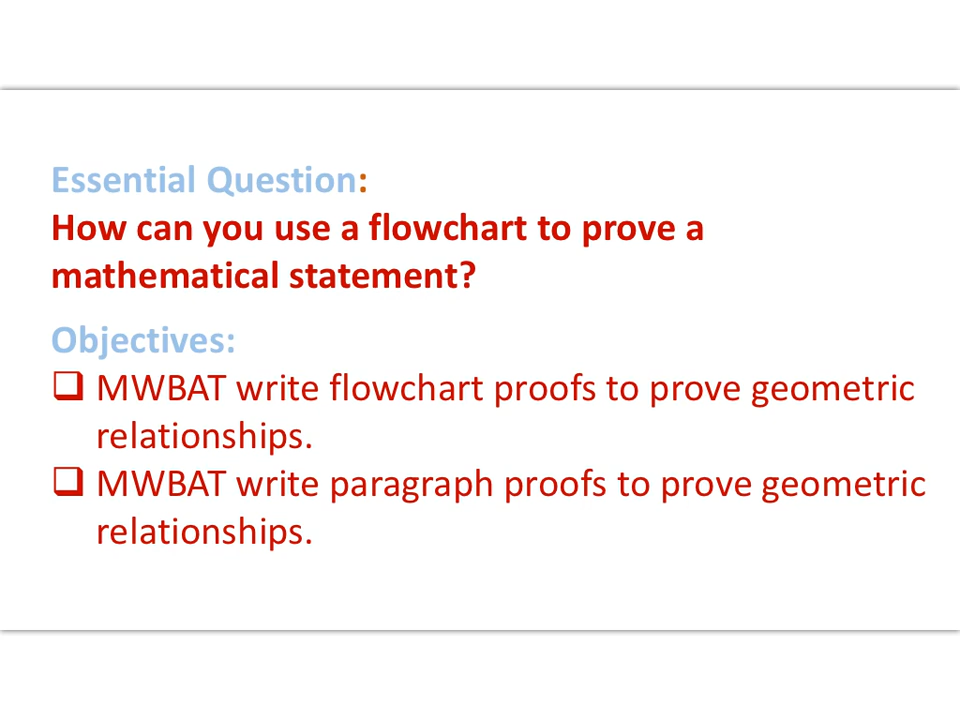 Essential Question:
How can you use a flowchart to prove a
mathematical statement?
Objectives:
❑ MWBAT write flowchart proofs to prove geometric
relationships.
❑ MWBAT write paragraph proofs to prove geometric
relationships.